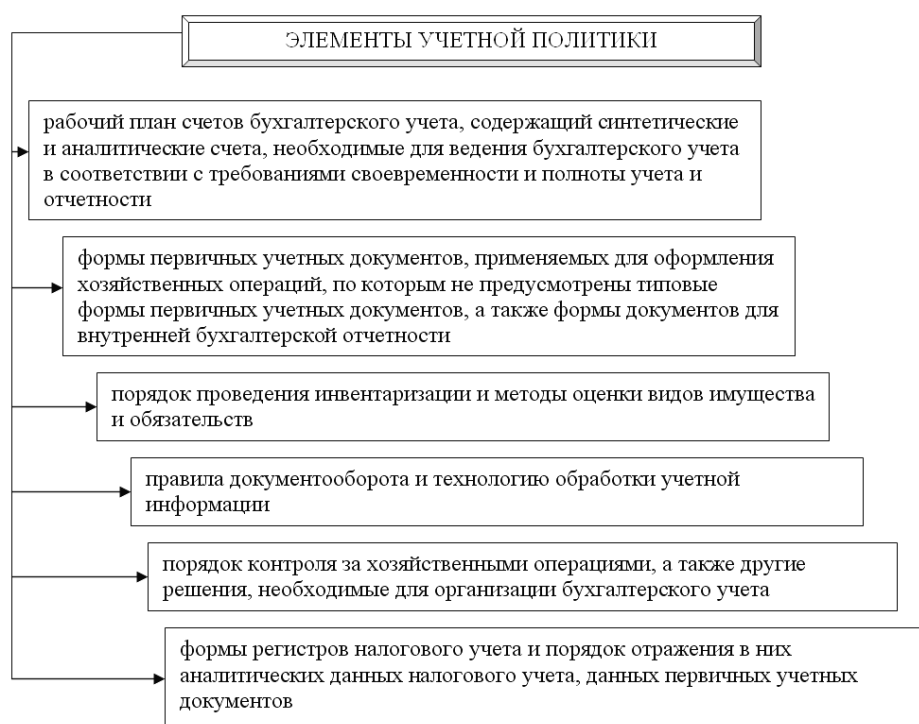 ЭЛЕМЕНТЫ УЧЕТНОЙ ПОЛИТИКИ
рабочий план счетов бухгалтерского учета, содержащий синтетические
и аналитические счета, необходимые для ведения бухгалтерского учета
в соответствии с требованиями своевременности и полноты учета и
отчетности
формы первичных учетных документов, применяемых для оформления
хозяйственных операций, по которым не предусмотрены типовые
формы первичных учетных документов, а также формы документов для
внутренней бухгалтерской отчетности
порядок проведения инвентаризации и методы оценки видов имущества
и обязательств
правила документооборота и технологию обработки учетной
информации
порядок контроля за хозяйственными операциями, а также другие
решения, необходимые для организации бухгалтерского учета
формы регистров налогового учета и порядок отражения в них
аналитических данных налогового учета, данных первичных учетных
документов